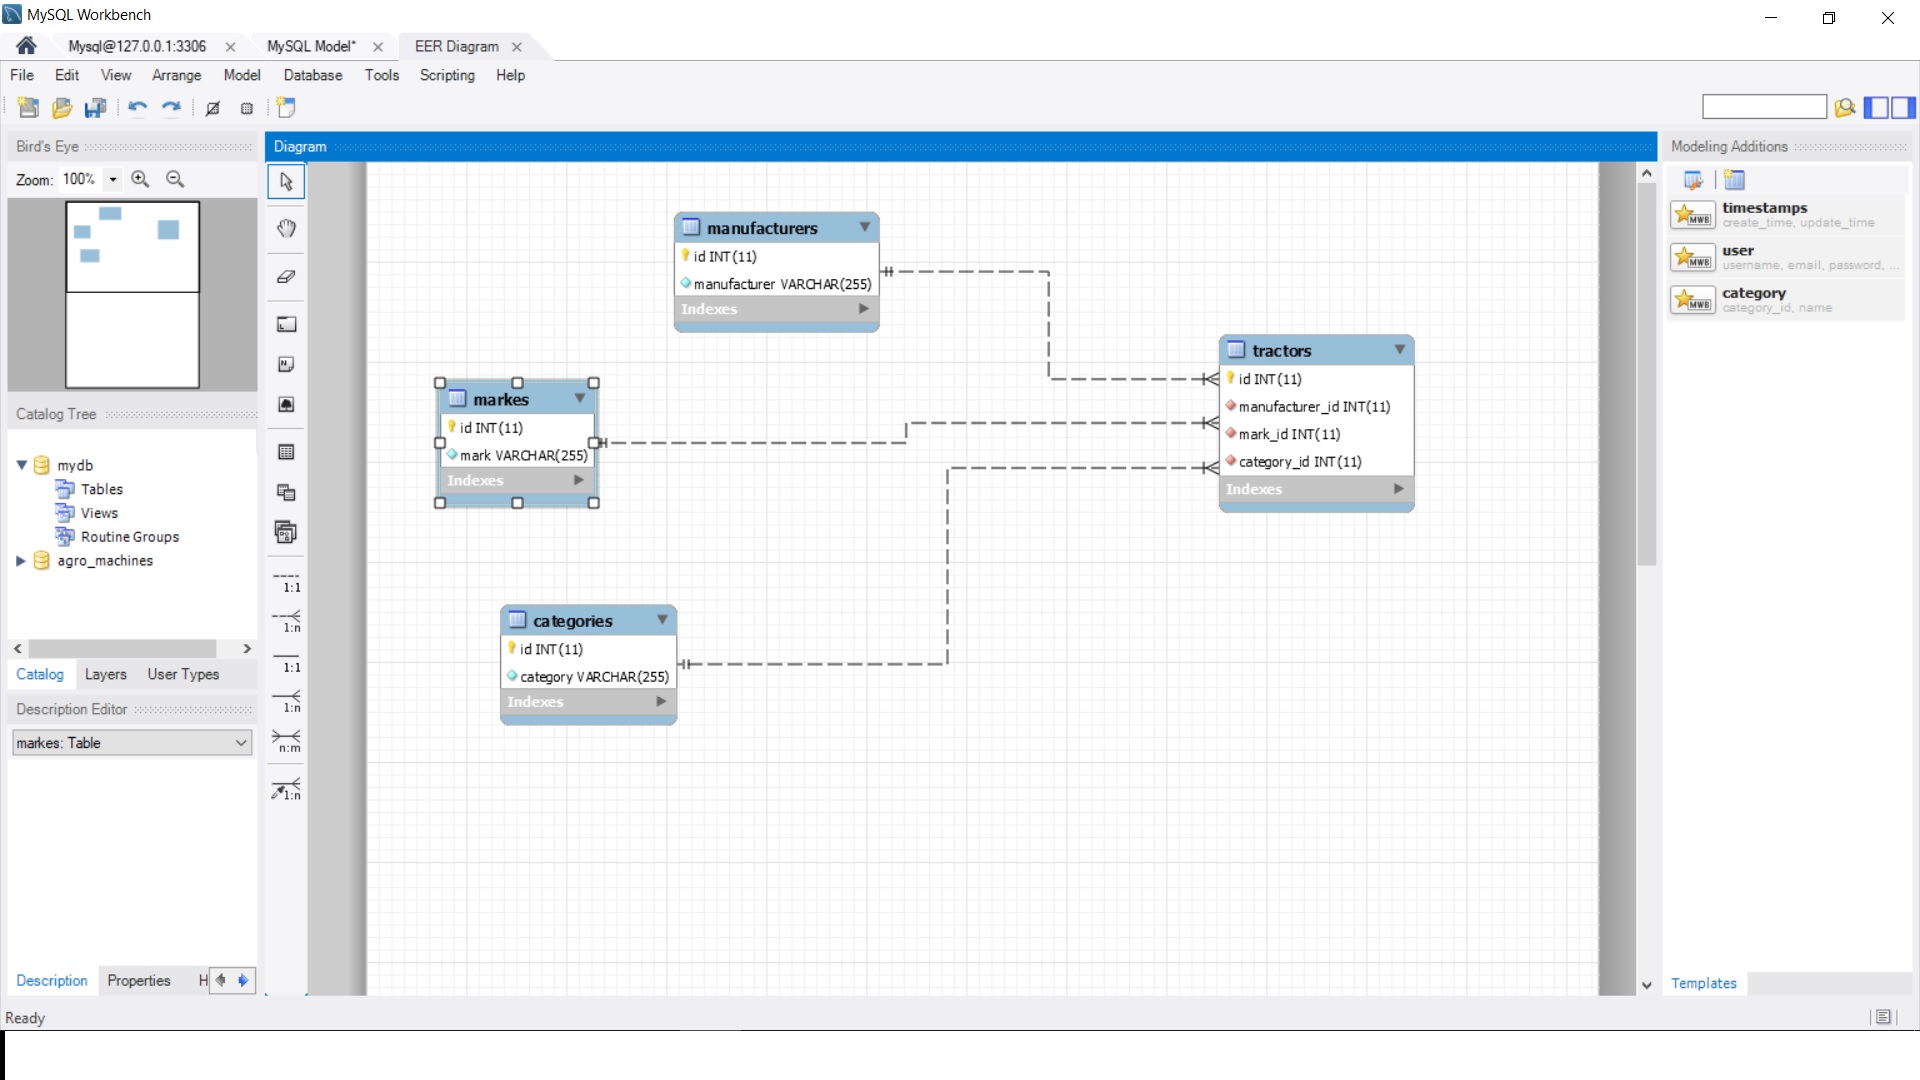 MySQL Workbench
Mysql@127.0.0.1:3306
MySQL Model*
EER Diagram
File Edit View Arrange Model Database Tools Scripting Help
Bird's Eye
Zoom: 100%
Catalog Tree
mydb
Tables
Views
Routine Groups
agro_machines
Catalog Layers User Types
Description Editor
markes: Table
Description Properties H
Ready
1:1
1:n
1:1
1:n
n:m
1:n
Diagram
manufacturers
id INT(11)
manufacturer VARCHAR(255)
Indexes
markes
id INT(11)
mark VARCHAR(255)
Indexes
categories
id INT(11)
category VARCHAR(255)
Indexes
tractors
id INT(11)
manufacturer_id INT(11)
mark_id INT(11)
category_id INT(11)
Indexes
Modeling Additions
MWB
timestamps
create_time, update_time
MWB
user
username, email, password, ...
MWB
category
category_id, name
Templates